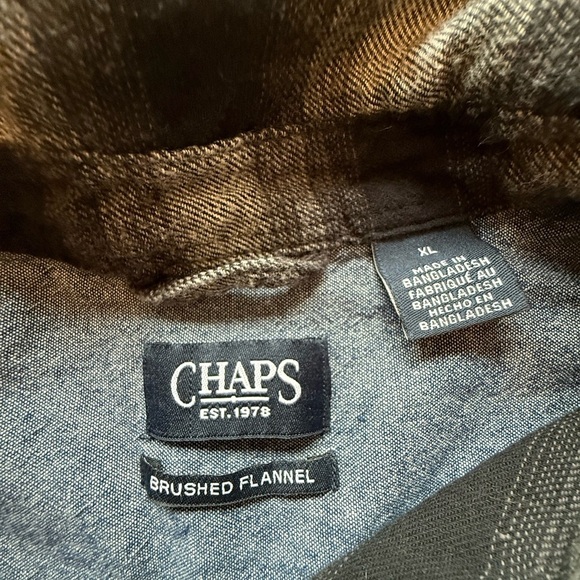 XL
MADE IN
BANGLADESH
FABRIQUÉ AU
BANGLADESH
HECHO EN
BANGLADESH
CHAPS
EST. 1978
BRUSHED FLANNEL